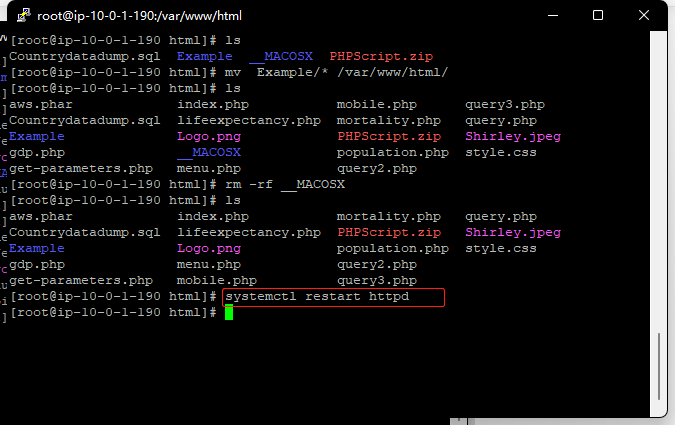 root@ip-10-0-1-190:/var/www/html
[root@ip-10-0-1-190 html]# ls
Countrydatadump.sql Example __MACOSX PHPScript.zip
[root@ip-10-0-1-190 html]# mv  Example/* /var/www/html/
[root@ip-10-0-1-190 html]# ls
aws.phar index.php mobile.php query3.php
Countrydatadump.sql lifeexpectancy.php mortality.php query.php
Example Logo.png PHPScript.zip Shirley.jpeg
gdp.php __MACOSX population.php style.css
get-parameters.php menu.php query2.php
[root@ip-10-0-1-190 html]# rm -rf __MACOSX
[root@ip-10-0-1-190 html]# ls
aws.phar index.php mortality.php query.php
Countrydatadump.sql lifeexpectancy.php PHPScript.zip Shirley.jpeg
Example Logo.png population.php style.css
gdp.php menu.php query2.php
get-parameters.php mobile.php query3.php
[root@ip-10-0-1-190 html]# systemctl restart httpd
[root@ip-10-0-1-190 html]#